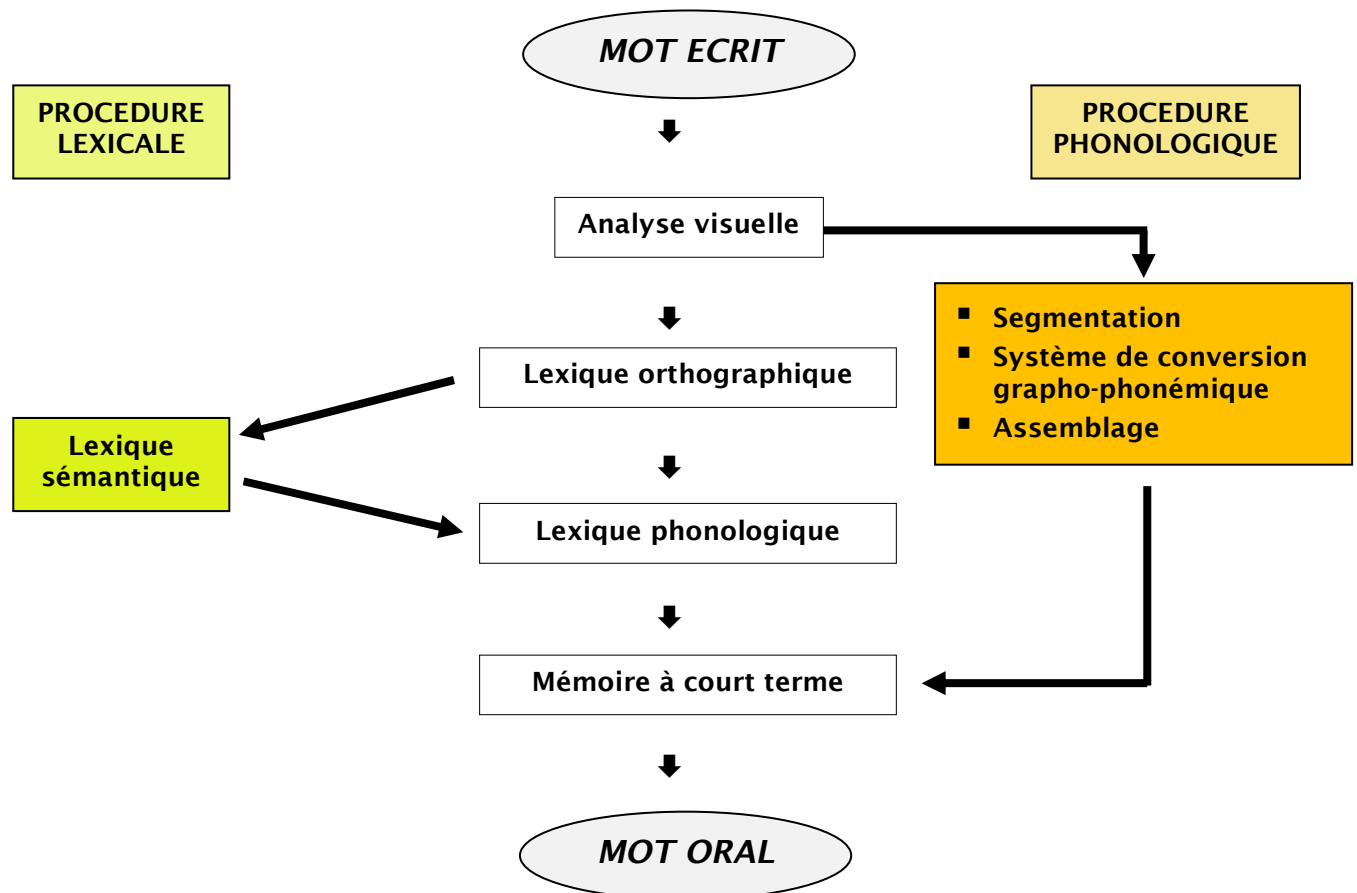 MOT ECRIT
PROCEDURE
LEXICALE
PROCEDURE
PHONOLOGIQUE
Analyse visuelle
▪ Segmentation
▪ Système de conversion
grapho-phonémique
▪ Assemblage
Lexique orthographique
Lexique
sémantique
Lexique phonologique
Mémoire à court terme
MOT ORAL